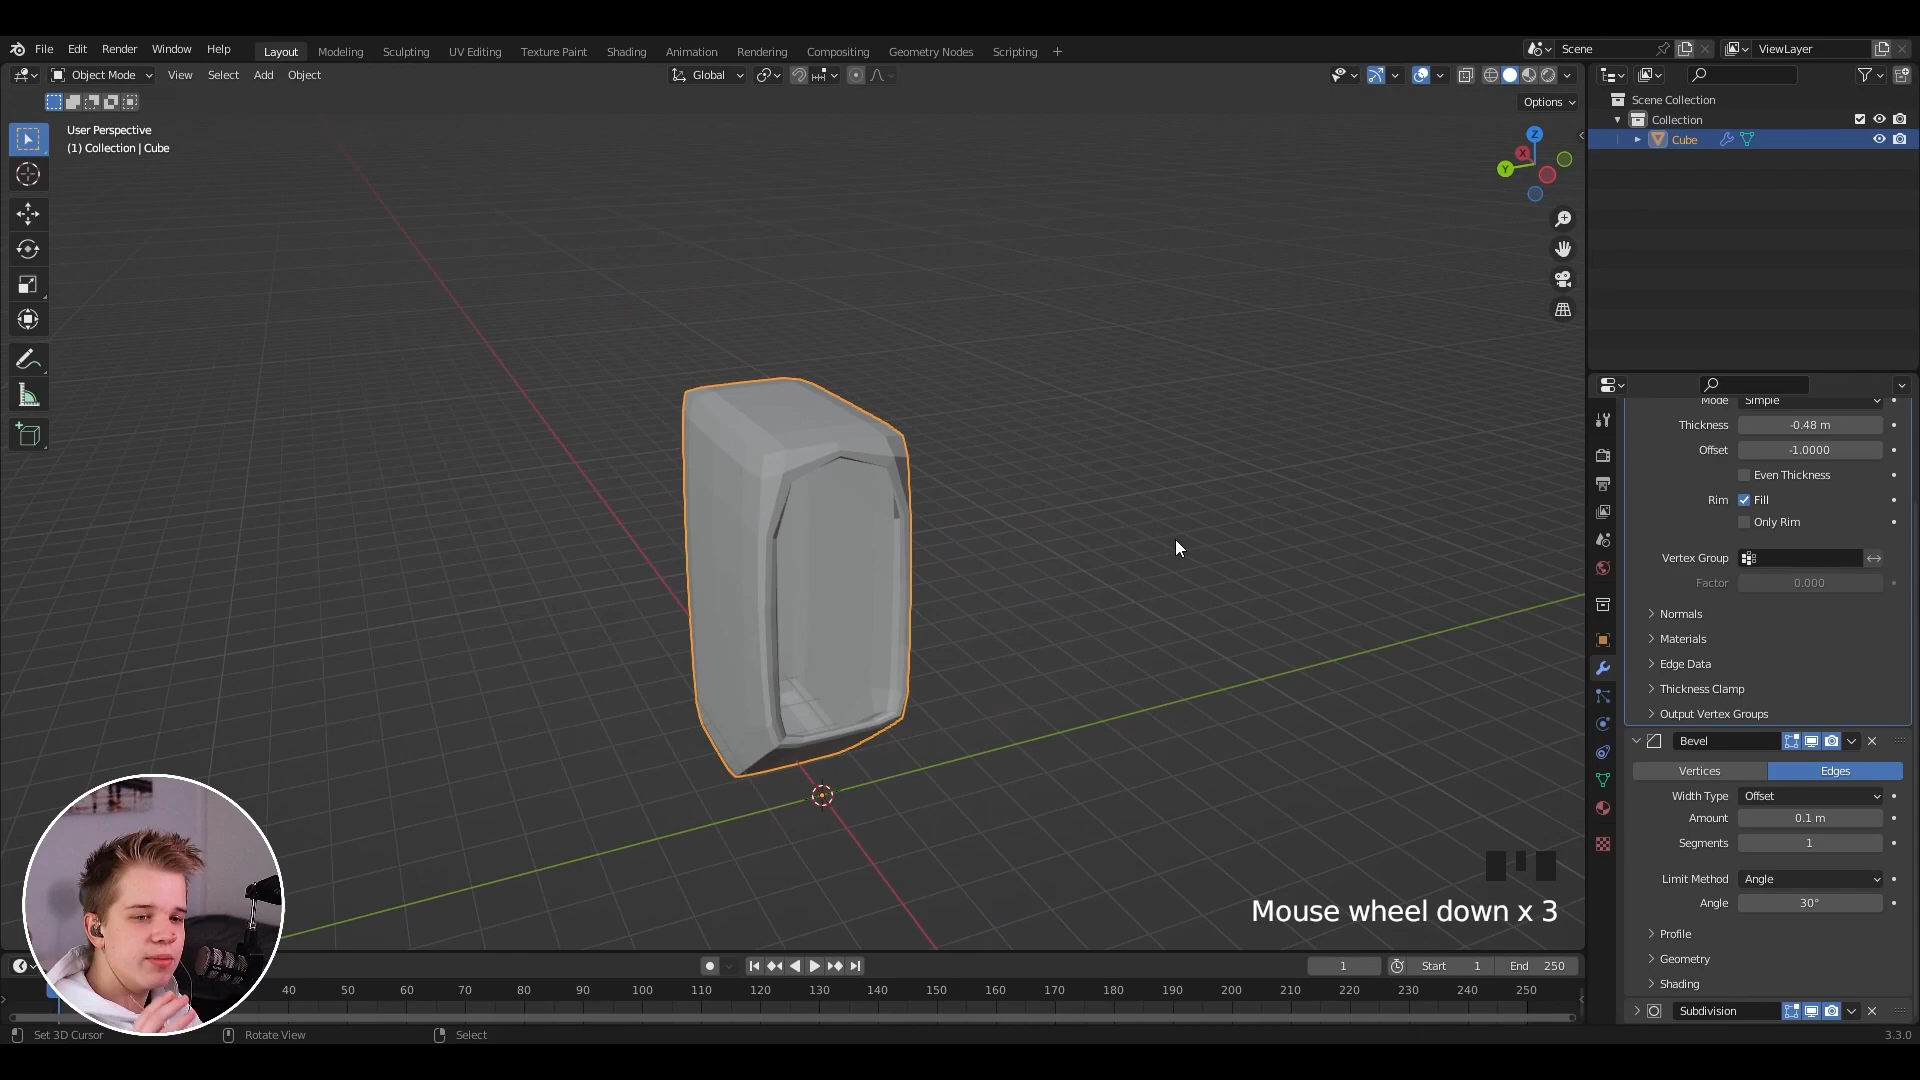 File Edit Render Window Help Layout Modeling Sculpting UV Editing Texture Paint Shading Animation Rendering Compositing Geometry Nodes Scripting + Scene ViewLayer
Object Mode View Select Add Object Global
Options
User Perspective
(1) Collection | Cube
Z
X
Y
Scene Collection
Collection
Cube
Mode Simple
Thickness -0.48 m
Offset -1.0000
Even Thickness
Rim Fill
Only Rim
Vertex Group
Factor 0.000
Normals
Materials
Edge Data
Thickness Clamp
Output Vertex Groups
Bevel
Vertices Edges
Width Type Offset
Amount 0.1 m
Segments 1
Limit Method Angle
Angle 30°
Profile
Geometry
Shading
Subdivision
Mouse wheel down x 3
1 Start 1 End 250
40 50 60 70 80 90 100 110 120 130 140 150 160 170 180 190 200 210 220 230 240 250
Set 3D Cursor Rotate View Select 3.3.0